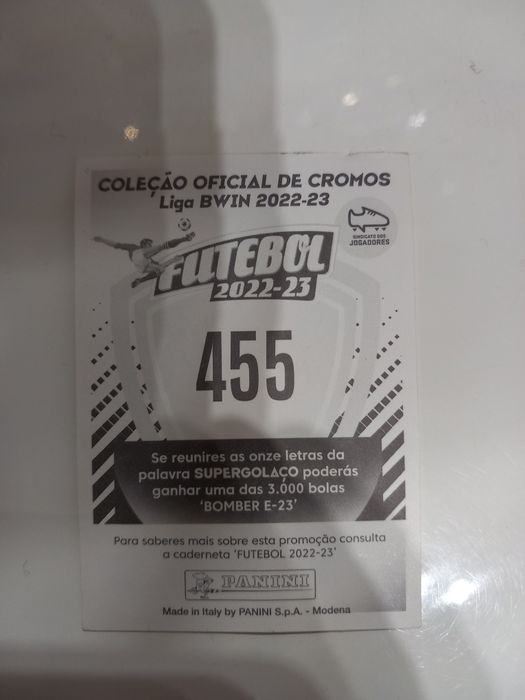 COLEÇÃO OFICIAL DE CROMOS
Liga BWIN 2022-23
SINDICATO DOS
JOGADORES
FUTEBOL
2022-23
455
Se reunires as onze letras da
palavra SUPERGOLAÇO poderás
ganhar uma das 3.000 bolas
'BOMBER E-23'
Para saberes mais sobre esta promoção consulta
a caderneta 'FUTEBOL 2022-23'
PANINI
Made in Italy by PANINI S.p.A. - Modena